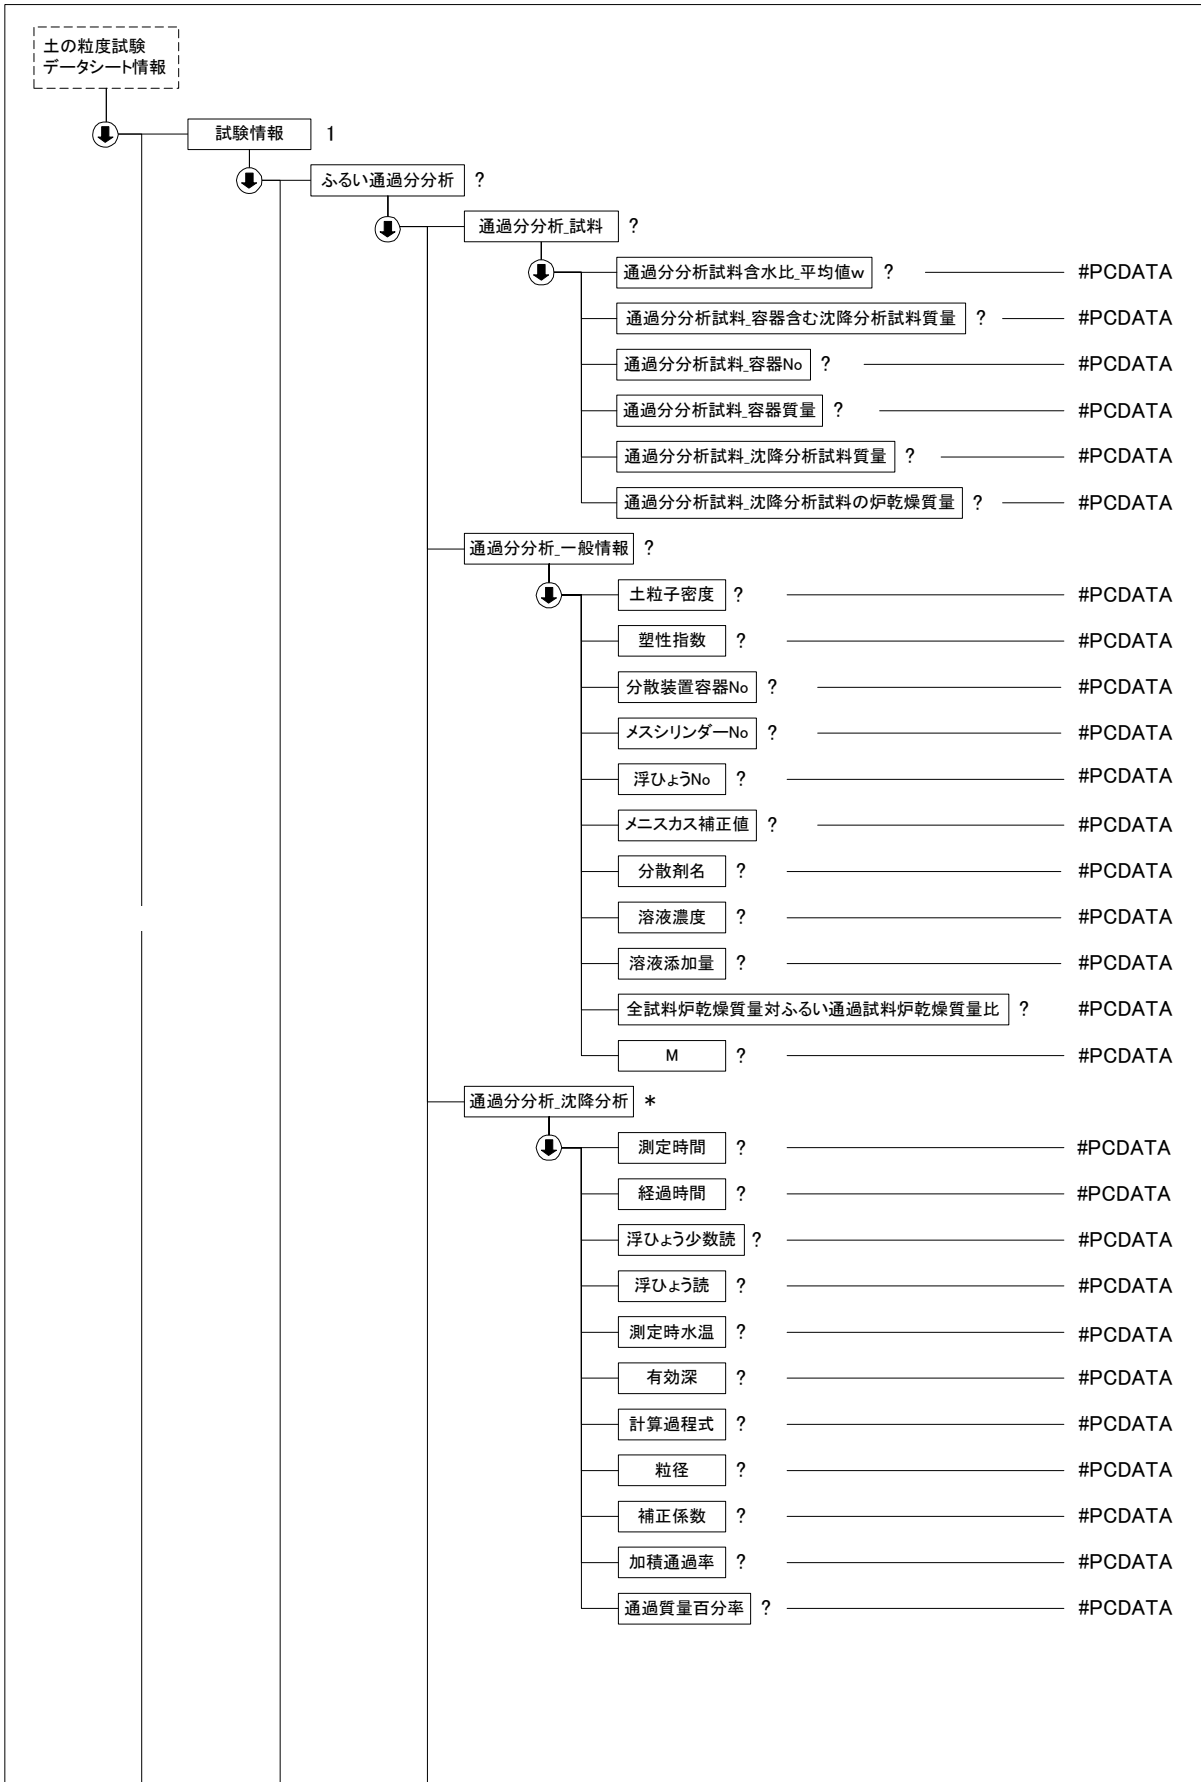 土の粒度試験
データシート情報
試験情報 1
ふるい通過分分析 ?
通過分分析_試料 ?
通過分分析試料含水比_平均値w ? #PCDATA
通過分分析試料_容器含む沈降分析試料質量 ? #PCDATA
通過分分析試料_容器No ? #PCDATA
通過分分析試料_容器質量 ? #PCDATA
通過分分析試料_沈降分析試料質量 ? #PCDATA
通過分分析試料_沈降分析試料の炉乾燥質量 ? #PCDATA
通過分分析_一般情報 ?
土粒子密度 ? #PCDATA
塑性指数 ? #PCDATA
分散装置容器No ? #PCDATA
メスシリンダーNo ? #PCDATA
浮ひょうNo ? #PCDATA
メニスカス補正値 ? #PCDATA
分散剤名 ? #PCDATA
溶液濃度 ? #PCDATA
溶液添加量 ? #PCDATA
全試料炉乾燥質量対ふるい通過試料炉乾燥質量比 ? #PCDATA
M ? #PCDATA
通過分分析_沈降分析 *
測定時間 ? #PCDATA
経過時間 ? #PCDATA
浮ひょう少数読 ? #PCDATA
浮ひょう読 ? #PCDATA
測定時水温 ? #PCDATA
有効深 ? #PCDATA
計算過程式 ? #PCDATA
粒径 ? #PCDATA
補正係数 ? #PCDATA
加積通過率 ? #PCDATA
通過質量百分率 ? #PCDATA